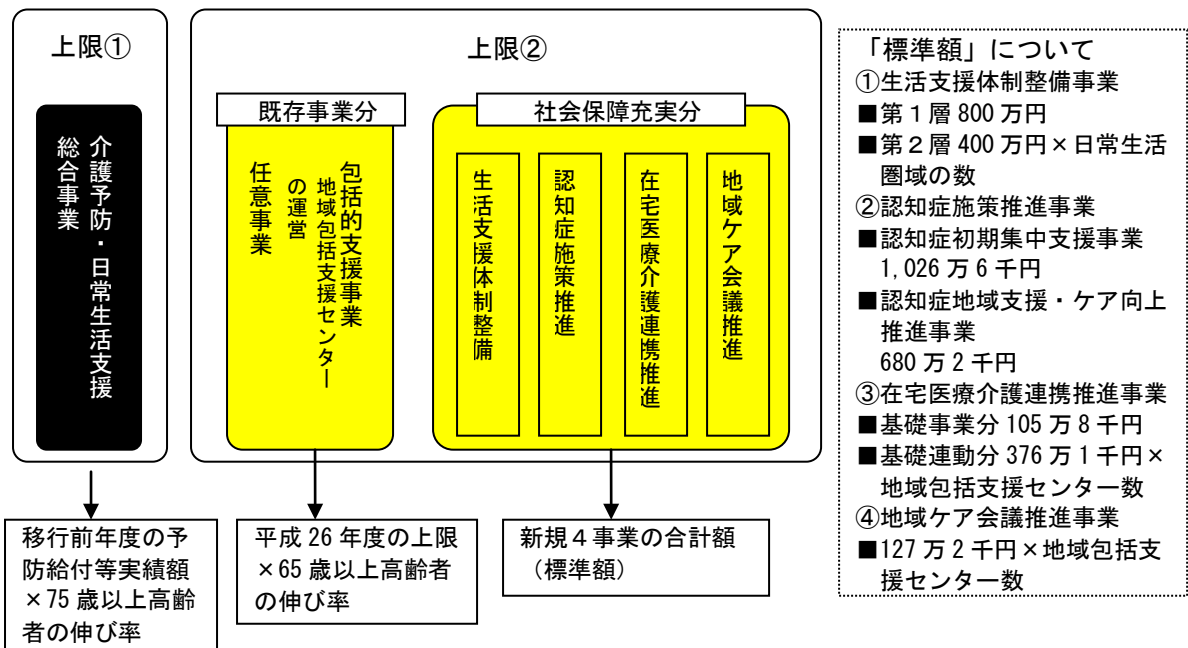 上限①
介護予防・日常生活支援
総合事業
上限②
既存事業分
包括的支援事業
地域包括支援センター
の運営
任意事業
社会保障充実分
生活支援体制整備
認知症施策推進
在宅医療介護連携推進
地域ケア会議推進
移行前年度の予
防給付等実績額
×75歳以上高齢
者の伸び率
平成26年度の上限
×65歳以上高齢者
の伸び率
新規4事業の合計額
（標準額）
「標準額」について
①生活支援体制整備事業
■第1層800万円
■第2層400万円×日常生活
圏域の数
②認知症施策推進事業
■認知症初期集中支援事業
1,026万6千円
■認知症地域支援・ケア向上
推進事業
680万2千円
③在宅医療介護連携推進事業
■基礎事業分105万8千円
■基礎連動分376万1千円×
地域包括支援センター数
④地域ケア会議推進事業
■127万2千円×地域包括支
援センター数